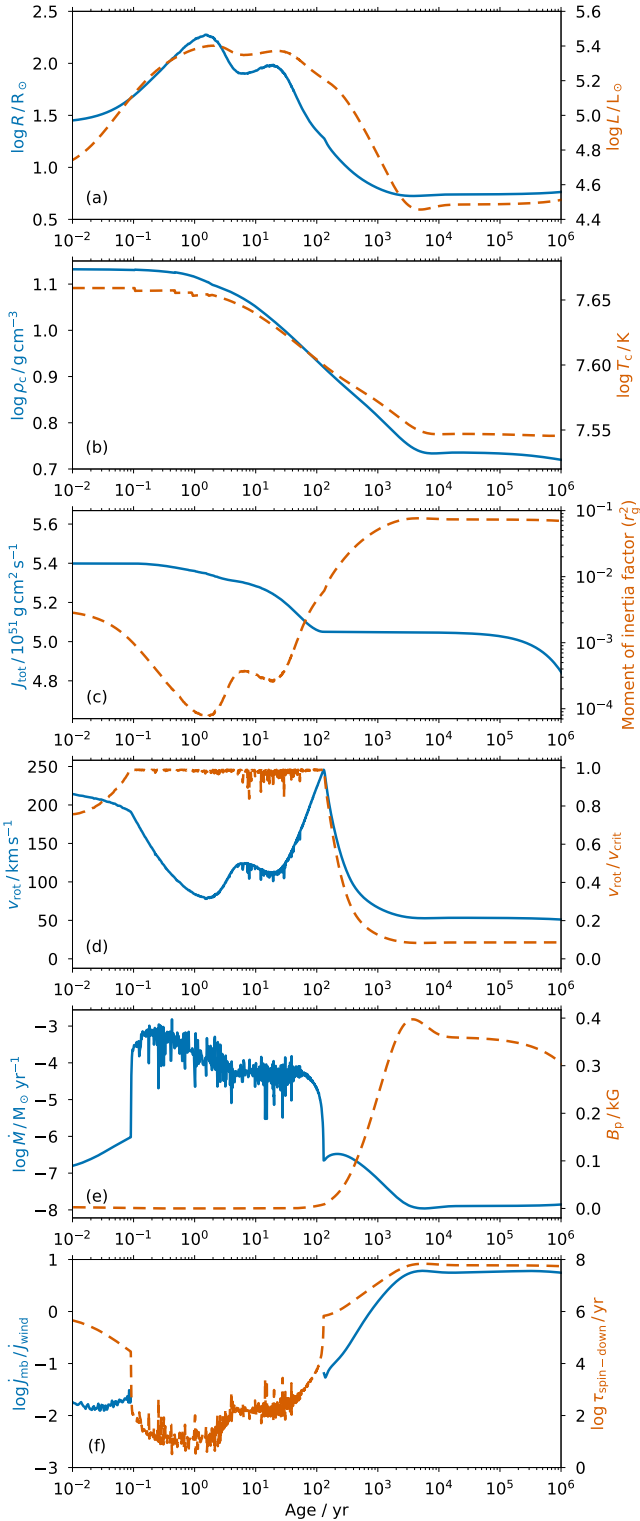 2.5
2.0
1.5
1.0
0.5
log R / R⊙
5.6
5.4
5.2
5.0
4.8
4.6
4.4
log L / L⊙
(a)
10⁻² 10⁻¹ 10⁰ 10¹ 10² 10³ 10⁴ 10⁵ 10⁶
1.1
1.0
0.9
0.8
0.7
log ρc / g cm⁻³
7.65
7.60
7.55
log Tc / K
(b)
10⁻² 10⁻¹ 10⁰ 10¹ 10² 10³ 10⁴ 10⁵ 10⁶
5.6
5.4
5.2
5.0
4.8
Jtot / 10⁵¹ g cm² s⁻¹
10⁻¹
10⁻²
10⁻³
10⁻⁴
Moment of inertia factor (r²g)
(c)
10⁻² 10⁻¹ 10⁰ 10¹ 10² 10³ 10⁴ 10⁵ 10⁶
250
200
150
100
50
0
vrot / km s⁻¹
1.0
0.8
0.6
0.4
0.2
0.0
vrot / vcrit
(d)
10⁻² 10⁻¹ 10⁰ 10¹ 10² 10³ 10⁴ 10⁵ 10⁶
−3
−4
−5
−6
−7
−8
log Ṁ / M⊙ yr⁻¹
0.4
0.3
0.2
0.1
0.0
Bp / kG
(e)
10⁻² 10⁻¹ 10⁰ 10¹ 10² 10³ 10⁴ 10⁵ 10⁶
1
0
−1
−2
−3
log J̇mb / J̇wind
8
6
4
2
0
log τspin−down / yr
(f)
10⁻² 10⁻¹ 10⁰ 10¹ 10² 10³ 10⁴ 10⁵ 10⁶
Age / yr